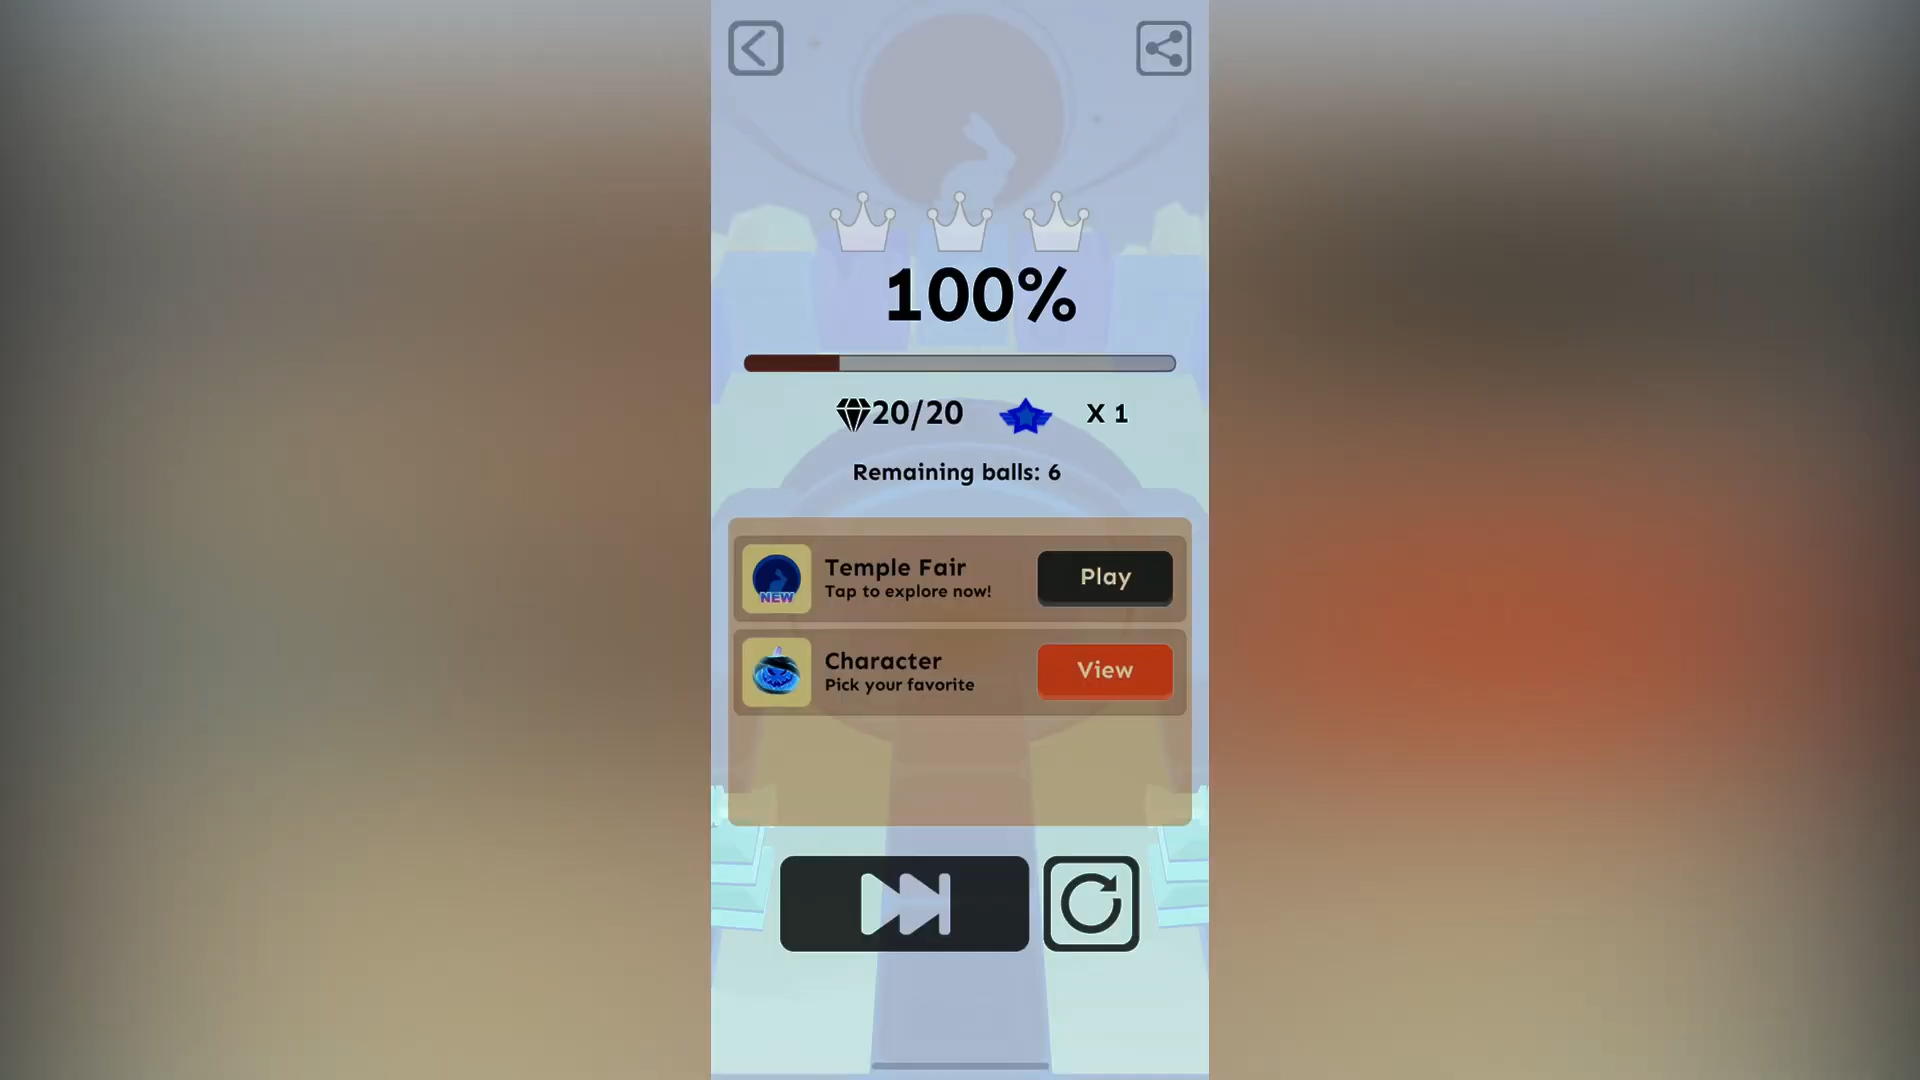 100%
20/20 X 1
Remaining balls: 6
Temple Fair
Tap to explore now!
NEW
Play
Character
Pick your favorite
View